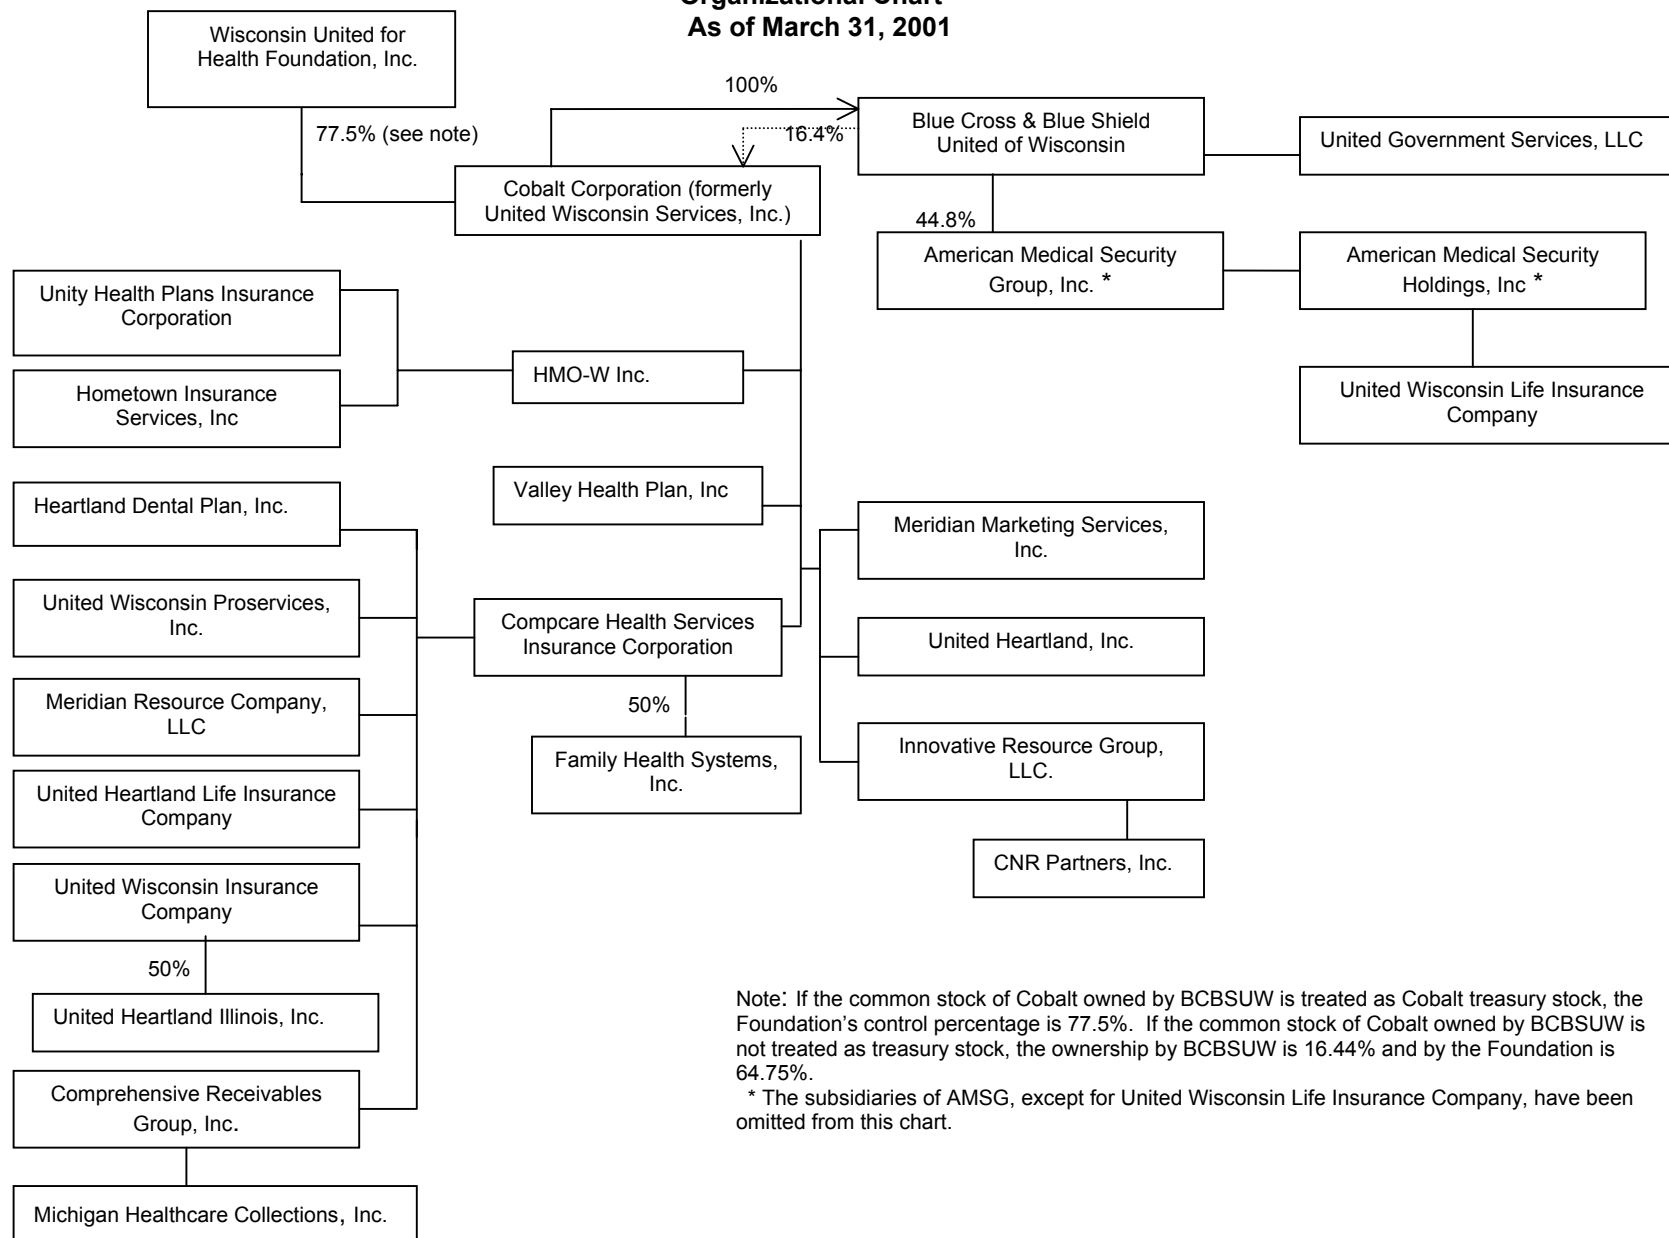 Organizational Chart
As of March 31, 2001
Wisconsin United for
Health Foundation, Inc.
100%
77.5% (see note)
16.4%
Blue Cross & Blue Shield
United of Wisconsin
United Government Services, LLC
Cobalt Corporation (formerly
United Wisconsin Services, Inc.)
44.8%
American Medical Security
Group, Inc. *
American Medical Security
Holdings, Inc *
United Wisconsin Life Insurance
Company
Unity Health Plans Insurance
Corporation
HMO-W Inc.
Hometown Insurance
Services, Inc
Heartland Dental Plan, Inc.
Valley Health Plan, Inc
Meridian Marketing Services,
Inc.
United Wisconsin Proservices,
Inc.
Compcare Health Services
Insurance Corporation
United Heartland, Inc.
Meridian Resource Company,
LLC
50%
Family Health Systems,
Inc.
Innovative Resource Group,
LLC.
United Heartland Life Insurance
Company
CNR Partners, Inc.
United Wisconsin Insurance
Company
50%
United Heartland Illinois, Inc.
Comprehensive Receivables
Group, Inc.
Michigan Healthcare Collections, Inc.
Note: If the common stock of Cobalt owned by BCBSUW is treated as Cobalt treasury stock, the
Foundation's control percentage is 77.5%. If the common stock of Cobalt owned by BCBSUW is
not treated as treasury stock, the ownership by BCBSUW is 16.44% and by the Foundation is
64.75%.
* The subsidiaries of AMSG, except for United Wisconsin Life Insurance Company, have been
omitted from this chart.